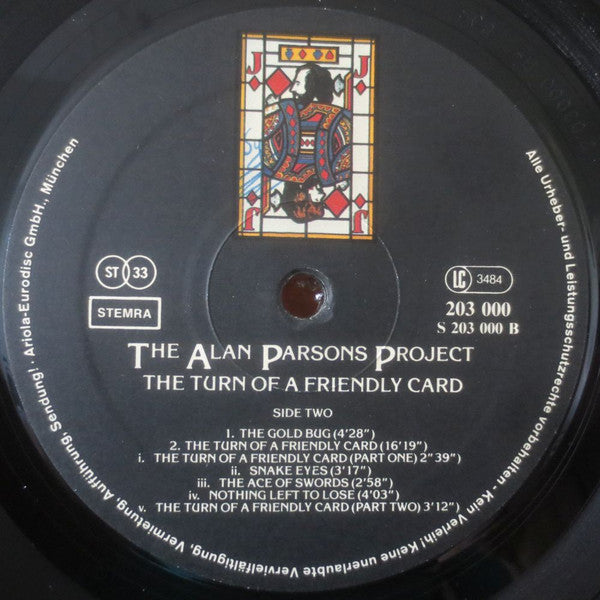 J J
J J
ST 33
STEMRA
LC 3484
203 000
S 203 000 B
THE ALAN PARSONS PROJECT
THE TURN OF A FRIENDLY CARD
SIDE TWO
1. THE GOLD BUG (4'28")
2. THE TURN OF A FRIENDLY CARD (16'19")
i. THE TURN OF A FRIENDLY CARD (PART ONE) 2"39")
ii. SNAKE EYES (3'17")
iii. THE ACE OF SWORDS (2'58")
iv. NOTHING LEFT TO LOSE (4'03")
v. THE TURN OF A FRIENDLY CARD (PART TWO) 3'12")
Alle Urheber- und Leistungsschutzrechte vorbehalten · Kein Verleih! Keine unerlaubte Vervielfältigung, Vermietung, Aufführung, Sendung! · Ariola-Eurodisc GmbH., München